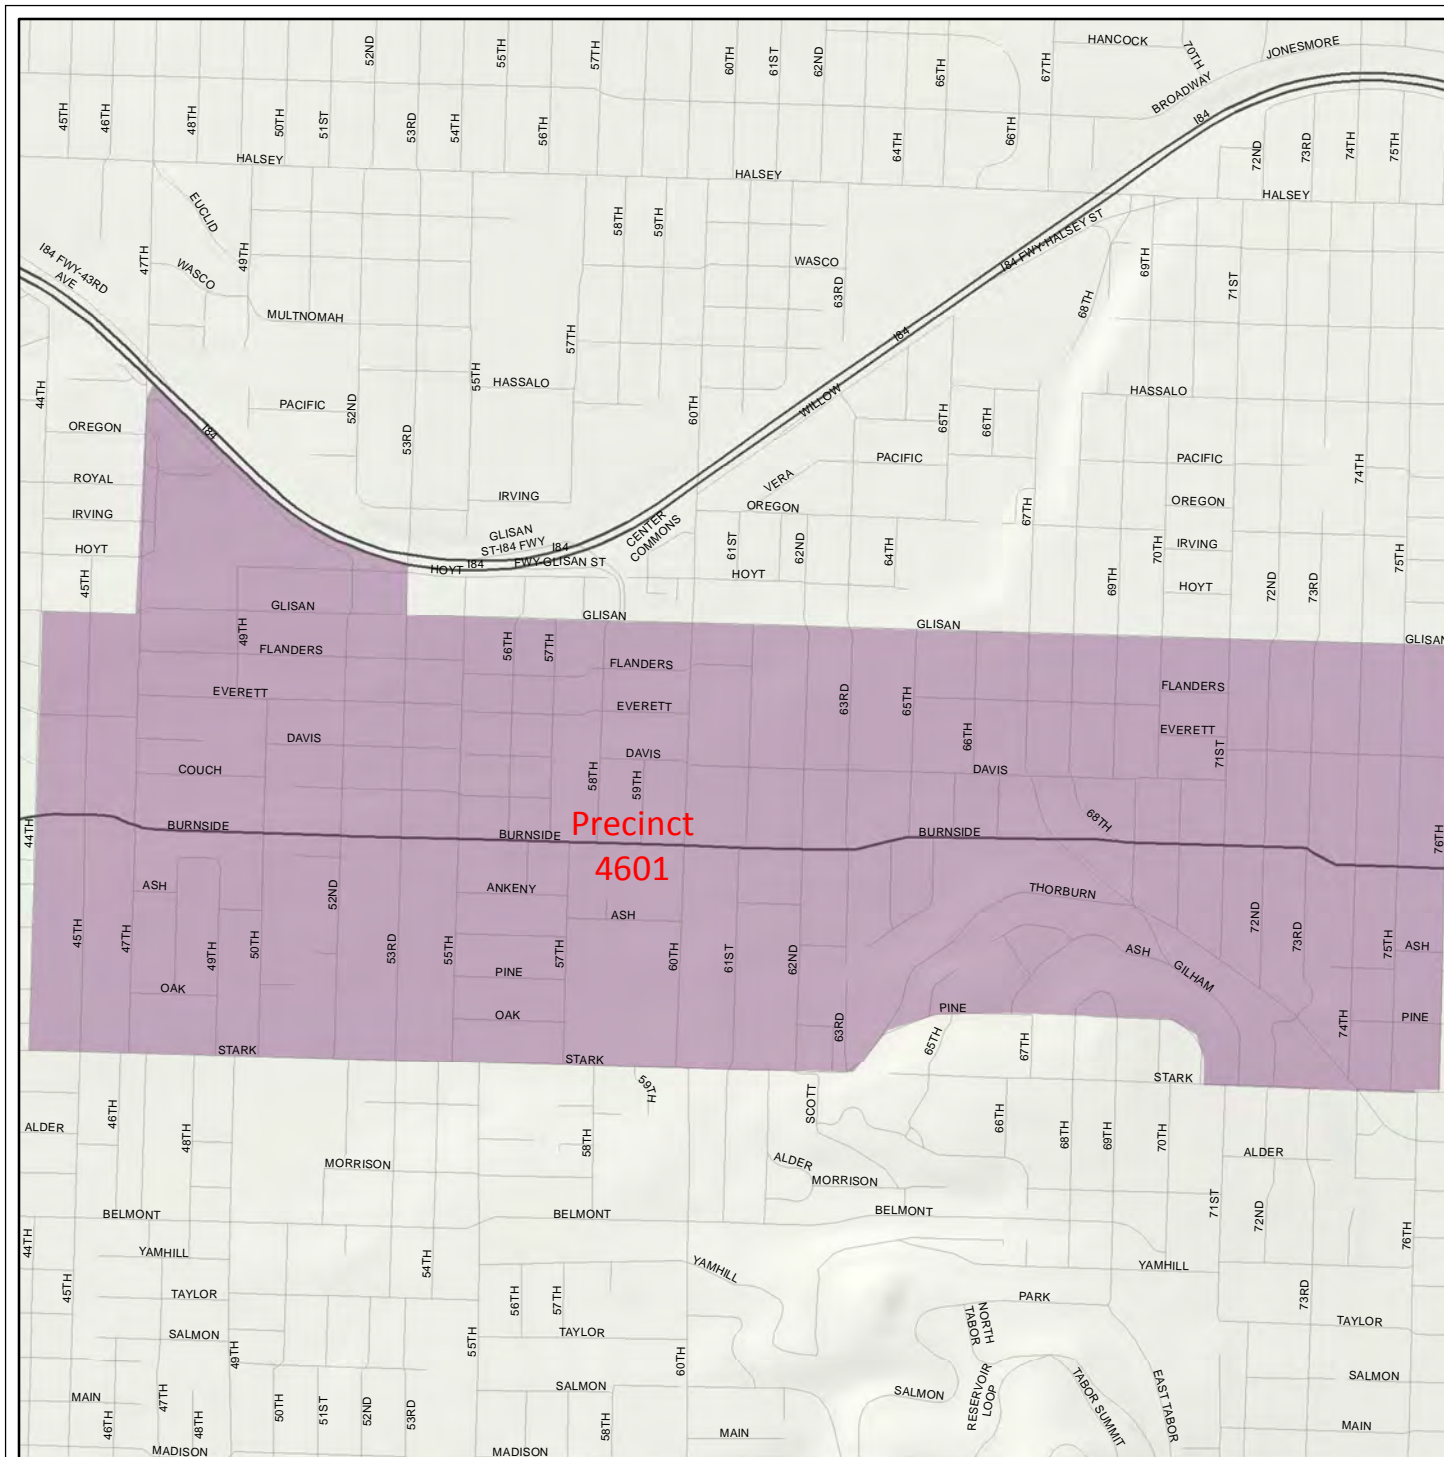 HANCOCK
70TH
JONESMORE
52ND
55TH
57TH
60TH
61ST
62ND
65TH
67TH
BROADWAY
I84
45TH
46TH
48TH
50TH
51ST
53RD
54TH
56TH
64TH
66TH
72ND
73RD
74TH
75TH
HALSEY
HALSEY
HALSEY
EUCLID
58TH
59TH
I84 FWY-HALSEY ST
I84 FWY-43RD
AVE
47TH
49TH
WASCO
WASCO
63RD
69TH
71ST
68TH
MULTNOMAH
57TH
I84
44TH
55TH
HASSALO
HASSALO
PACIFIC
52ND
53RD
60TH
WILLOW
65TH
66TH
OREGON
I84
PACIFIC
PACIFIC
74TH
ROYAL
VERA
IRVING
OREGON
OREGON
67TH
IRVING
GLISAN
ST-I84 FWY
I84
CENTER
COMMONS
61ST
62ND
64TH
70TH
IRVING
75TH
HOYT
HOYT
I84
FWY-GLISAN ST
HOYT
HOYT
45TH
69TH
72ND
73RD
GLISAN
GLISAN
GLISAN
GLISAN
49TH
FLANDERS
56TH
57TH
FLANDERS
FLANDERS
EVERETT
EVERETT
63RD
65TH
EVERETT
66TH
71ST
DAVIS
DAVIS
DAVIS
COUCH
58TH
59TH
44TH
BURNSIDE
BURNSIDE
Precinct
4601
BURNSIDE
68TH
76TH
ASH
52ND
ANKENY
ASH
THORBURN
72ND
73RD
45TH
47TH
49TH
50TH
53RD
55TH
57TH
60TH
61ST
62ND
ASH
GILHAM
75TH
ASH
PINE
OAK
OAK
63RD
PINE
65TH
67TH
74TH
PINE
STARK
STARK
STARK
59TH
SCOTT
46TH
48TH
ALDER
58TH
66TH
68TH
69TH
70TH
ALDER
MORRISON
ALDER
MORRISON
71ST
72ND
BELMONT
BELMONT
BELMONT
44TH
76TH
YAMHILL
54TH
YAMHILL
YAMHILL
45TH
TAYLOR
56TH
57TH
PARK
73RD
SALMON
49TH
55TH
TAYLOR
60TH
NORTH
TABOR
TAYLOR
MAIN
47TH
SALMON
SALMON
RESERVOIR
LOOP
TABOR SUMMIT
EAST TABOR
SALMON
46TH
48TH
50TH
51ST
52ND
53RD
58TH
MAIN
MAIN
MADISON
MADISON